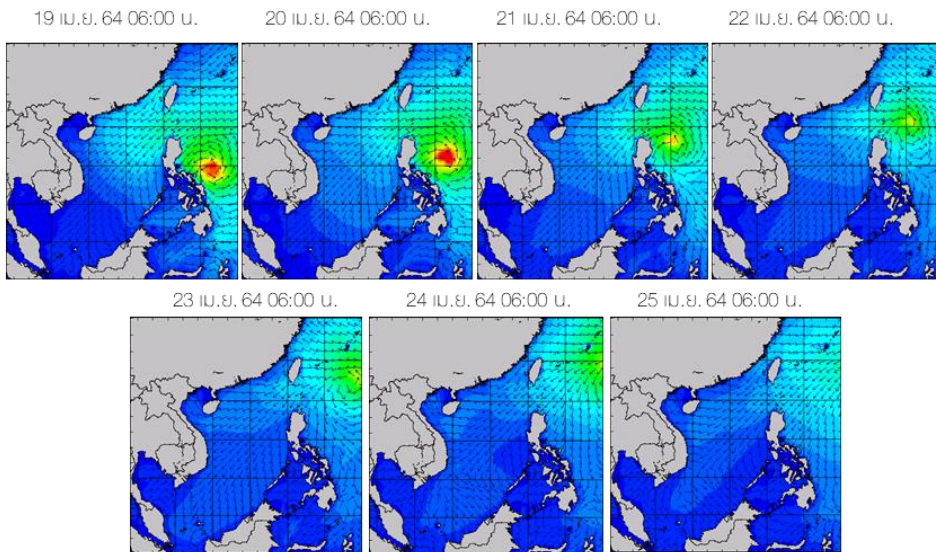 19 เม.ย. 64 06:00 น.
20 เม.ย. 64 06:00 น.
21 เม.ย. 64 06:00 น.
22 เม.ย. 64 06:00 น.
23 เม.ย. 64 06:00 น.
24 เม.ย. 64 06:00 น.
25 เม.ย. 64 06:00 น.